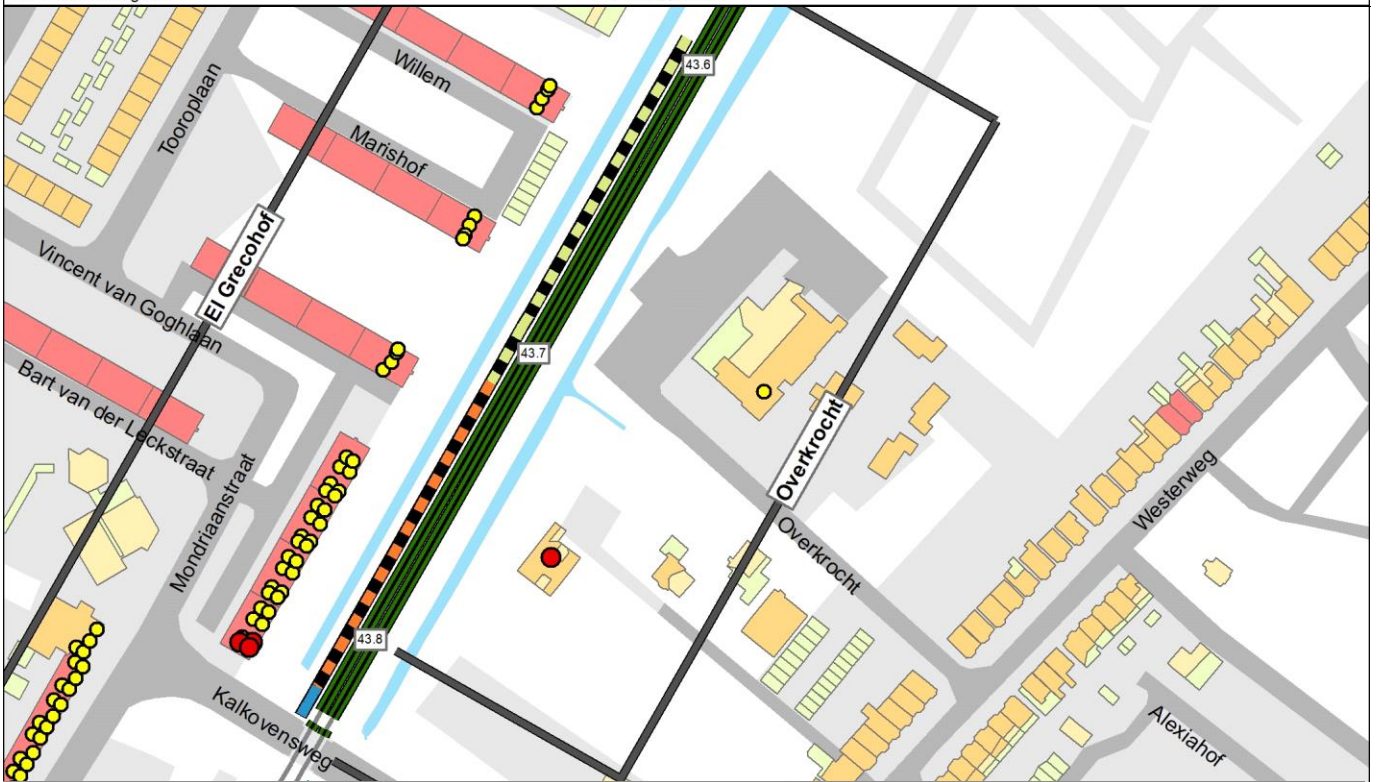 Willem
43.6
Tooroplaan
Marishof
El Grecohof
Vincent van Goghlaan
43.7
Bart van der Leckstraat
Overkrocht
Westerweg
Mondriaanstraat
Overkrocht
43.8
Kalkovensweg
Alexiahof